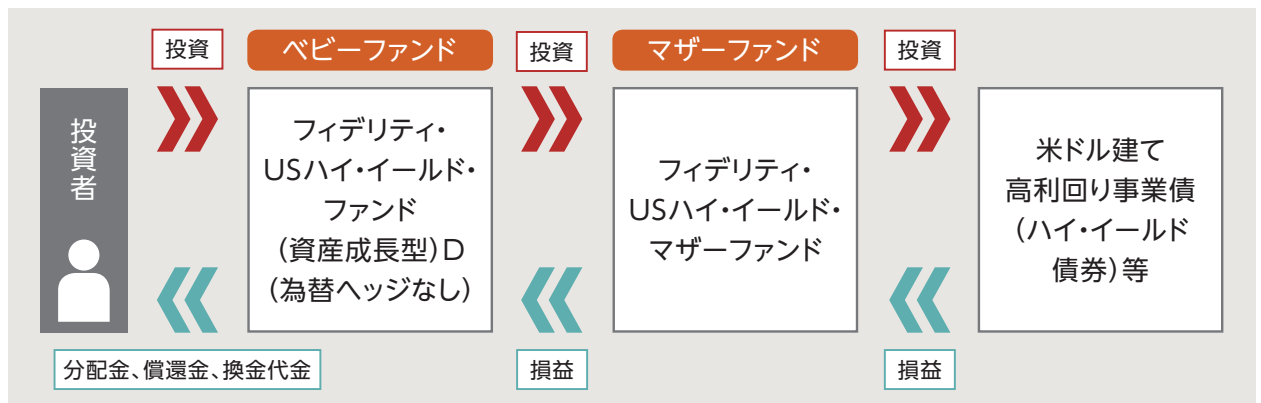 投資
ベビーファンド
投資
マザーファンド
投資
投資者
フィデリティ・
USハイ・イールド・
ファンド
(資産成長型)D
(為替ヘッジなし)
フィデリティ・
USハイ・イールド・
マザーファンド
米ドル建て
高利回り事業債
(ハイ・イールド
債券)等
分配金、償還金、換金代金
損益
損益